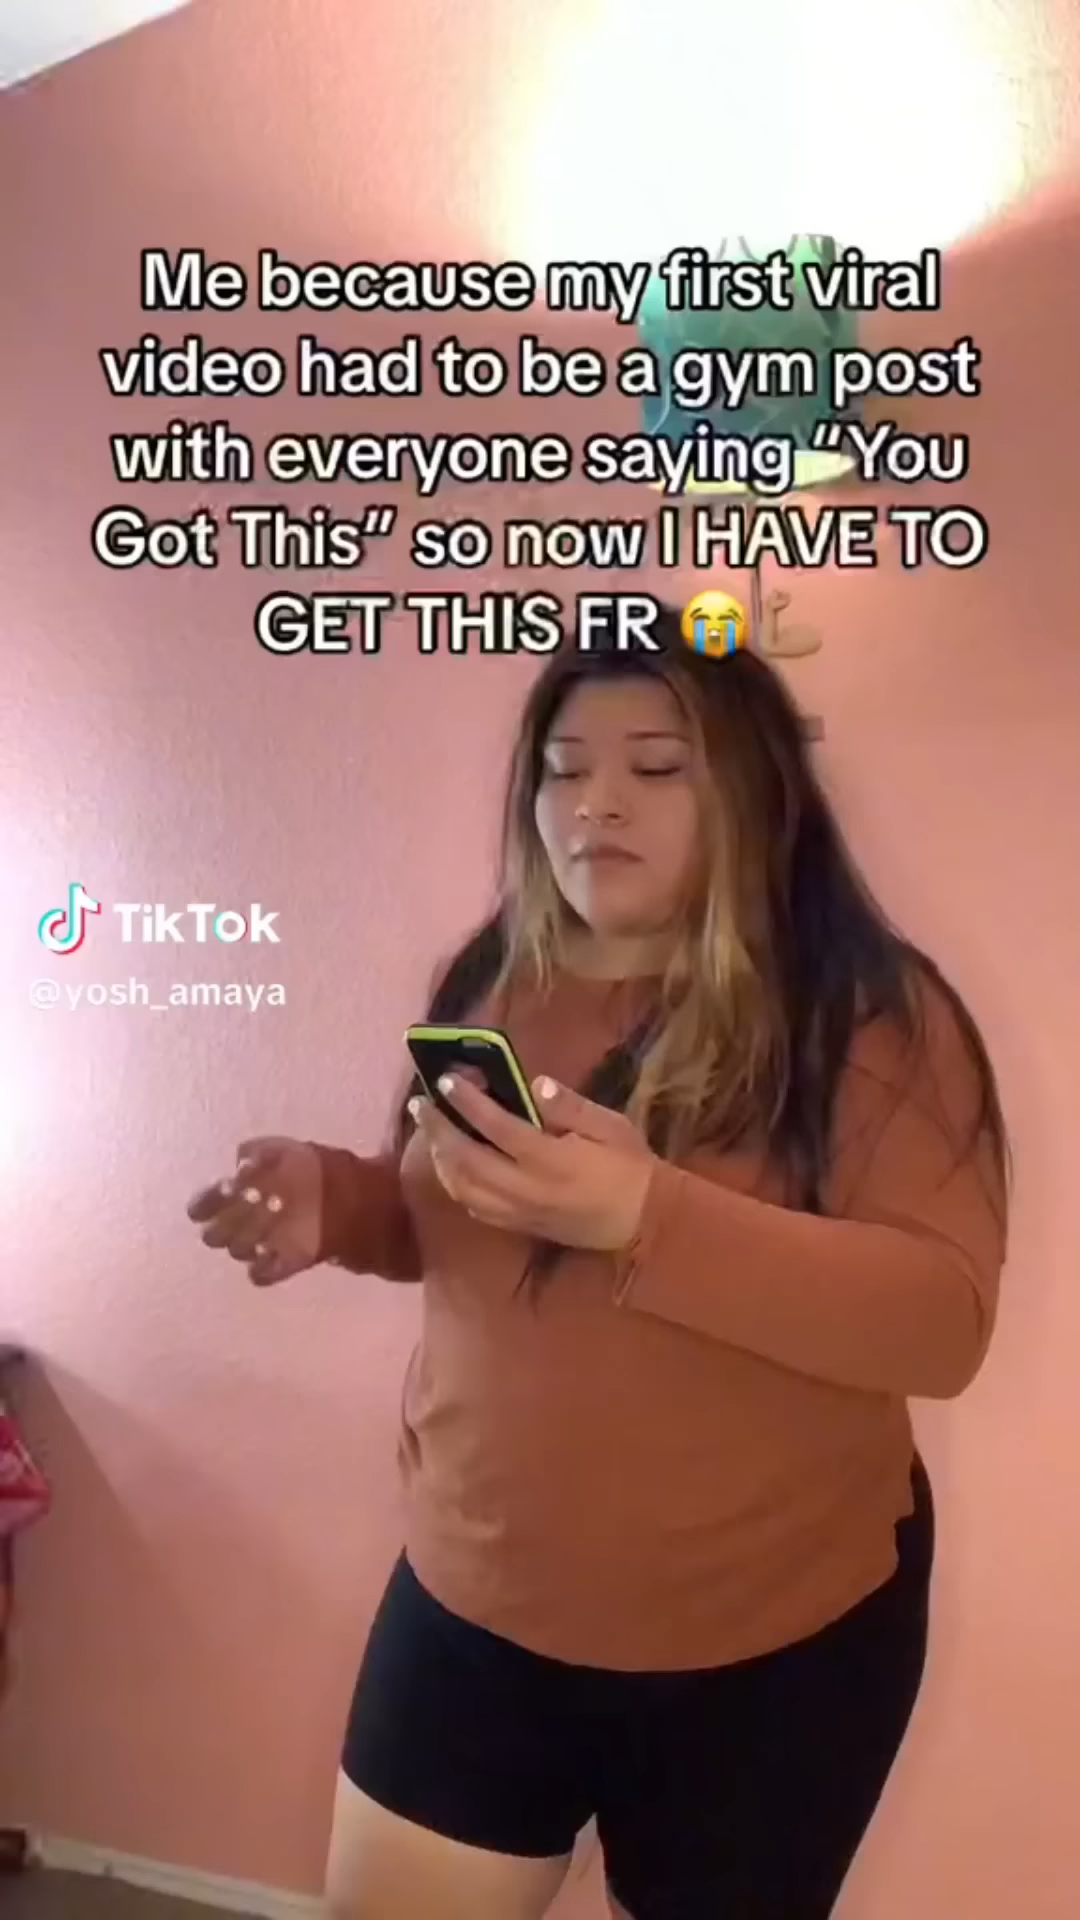 Me because my first viral
video had to be a gym post
with everyone saying “You
Got This” so now I HAVE TO
GET THIS FR 😭💪🏼
TikTok
@yosh_amaya